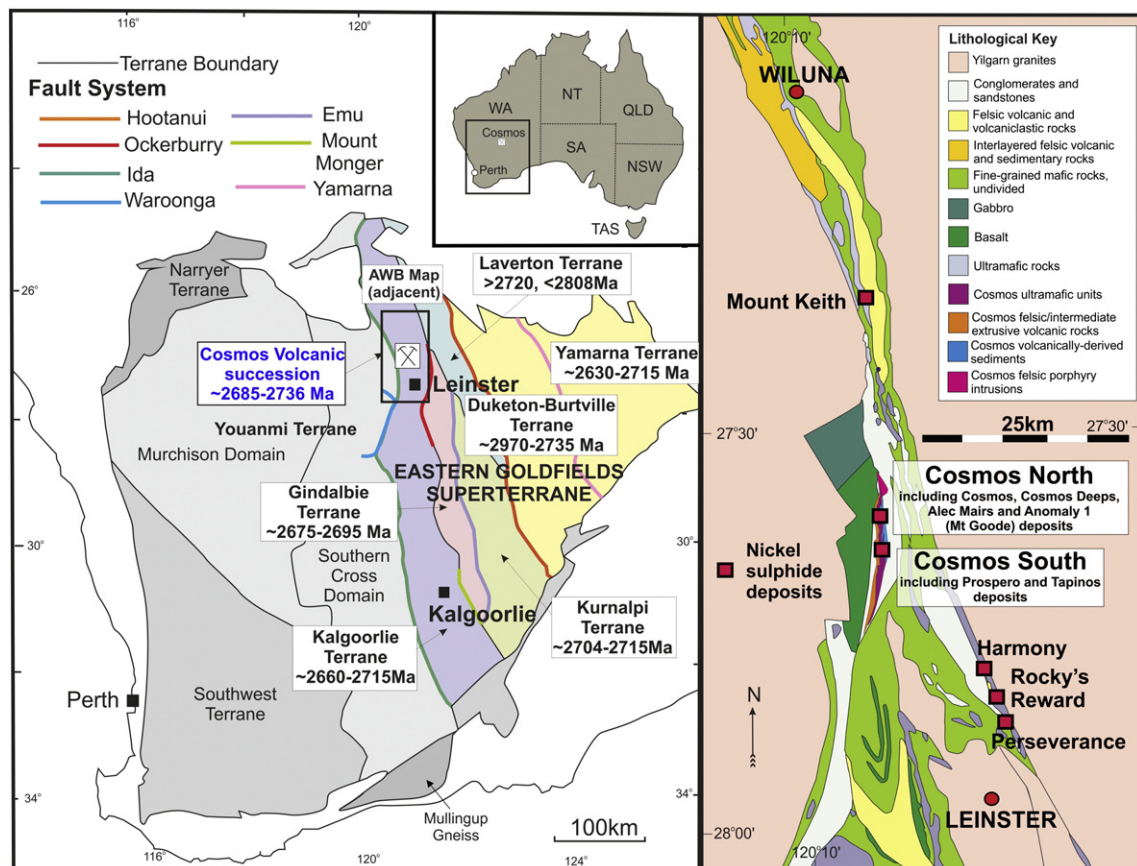 116°
120°
Terrane Boundary
Fault System
Hootanui
Ockerburry
Ida
Waroonga
Emu
Mount
Monger
Yamarna
WA
NT
QLD
SA
NSW
TAS
Cosmos
Perth
26°
Narryer
Terrane
AWB Map
(adjacent)
Laverton Terrane
>2720, <2808Ma
Cosmos Volcanic
succession
~2685-2736 Ma
Leinster
Yamarna Terrane
~2630-2715 Ma
Youanmi Terrane
Murchison Domain
Duketon-Burtville
Terrane
~2970-2735 Ma
EASTERN GOLDFIELDS
SUPERTERRANE
Gindalbie
Terrane
~2675-2695 Ma
30°
30°
Southern
Cross
Domain
Kalgoorlie
Kurnalpi
Terrane
~2704-2715Ma
Kalgoorlie
Terrane
~2660-2715Ma
Perth
Southwest
Terrane
34°
34°
Mullingup
Gneiss
100km
116°
120°
124°
120°10'
WILUNA
Lithological Key
Yilgarn granites
Conglomerates and
sandstones
Felsic volcanic and
volcaniclastic rocks
Interlayered felsic volcanic
and sedimentary rocks
Fine-grained mafic rocks,
undivided
Gabbro
Basalt
Ultramafic rocks
Cosmos ultramafic units
Cosmos felsic/intermediate
extrusive volcanic rocks
Cosmos volcanically-derived
sediments
Cosmos felsic porphyry
intrusions
Mount Keith
25km
27°30'
27°30'
Cosmos North
including Cosmos, Cosmos Deeps,
Alec Mairs and Anomaly 1
(Mt Goode) deposits
Nickel
sulphide
deposits
Cosmos South
including Prospero and Tapinos
deposits
Harmony
Rocky's
Reward
Perseverance
N
LEINSTER
28°00'
120°10'